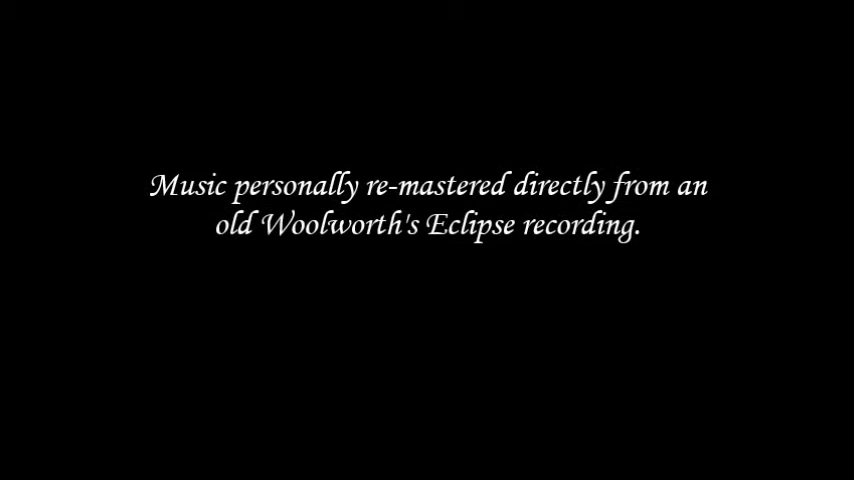 Music personally re-mastered directly from an
old Woolworth's Eclipse recording.